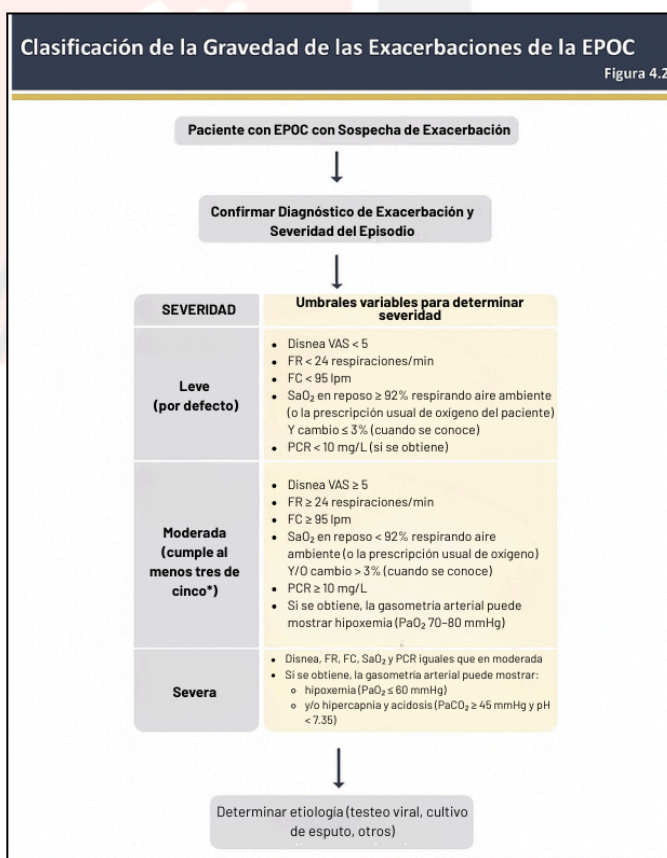 Clasificación de la Gravedad de las Exacerbaciones de la EPOC
Figura 4.2
Paciente con EPOC con Sospecha de Exacerbación
Confirmar Diagnóstico de Exacerbación y
Severidad del Episodio
SEVERIDAD
Umbrales variables para determinar
severidad
Leve
(por defecto)
• Disnea VAS < 5
• FR < 24 respiraciones/min
• FC < 95 lpm
• SaO₂ en reposo ≥ 92% respirando aire ambiente
(o la prescripción usual de oxígeno del paciente)
Y cambio ≤ 3% (cuando se conoce)
• PCR < 10 mg/L (si se obtiene)
Moderada
(cumple al
menos tres de
cinco*)
• Disnea VAS ≥ 5
• FR ≥ 24 respiraciones/min
• FC ≥ 95 lpm
• SaO₂ en reposo < 92% respirando aire
ambiente (o la prescripción usual de oxígeno)
Y/O cambio > 3% (cuando se conoce)
• PCR ≥ 10 mg/L
• Si se obtiene, la gasometría arterial puede
mostrar hipoxemia (PaO₂ 70–80 mmHg)
Severa
• Disnea, FR, FC, SaO₂ y PCR iguales que en moderada
• Si se obtiene, la gasometría arterial puede mostrar:
○ hipoxemia (PaO₂ ≤ 60 mmHg)
○ y/o hipercapnia y acidosis (PaCO₂ ≥ 45 mmHg y pH
< 7.35)
Determinar etiología (testeo viral, cultivo
de esputo, otros)